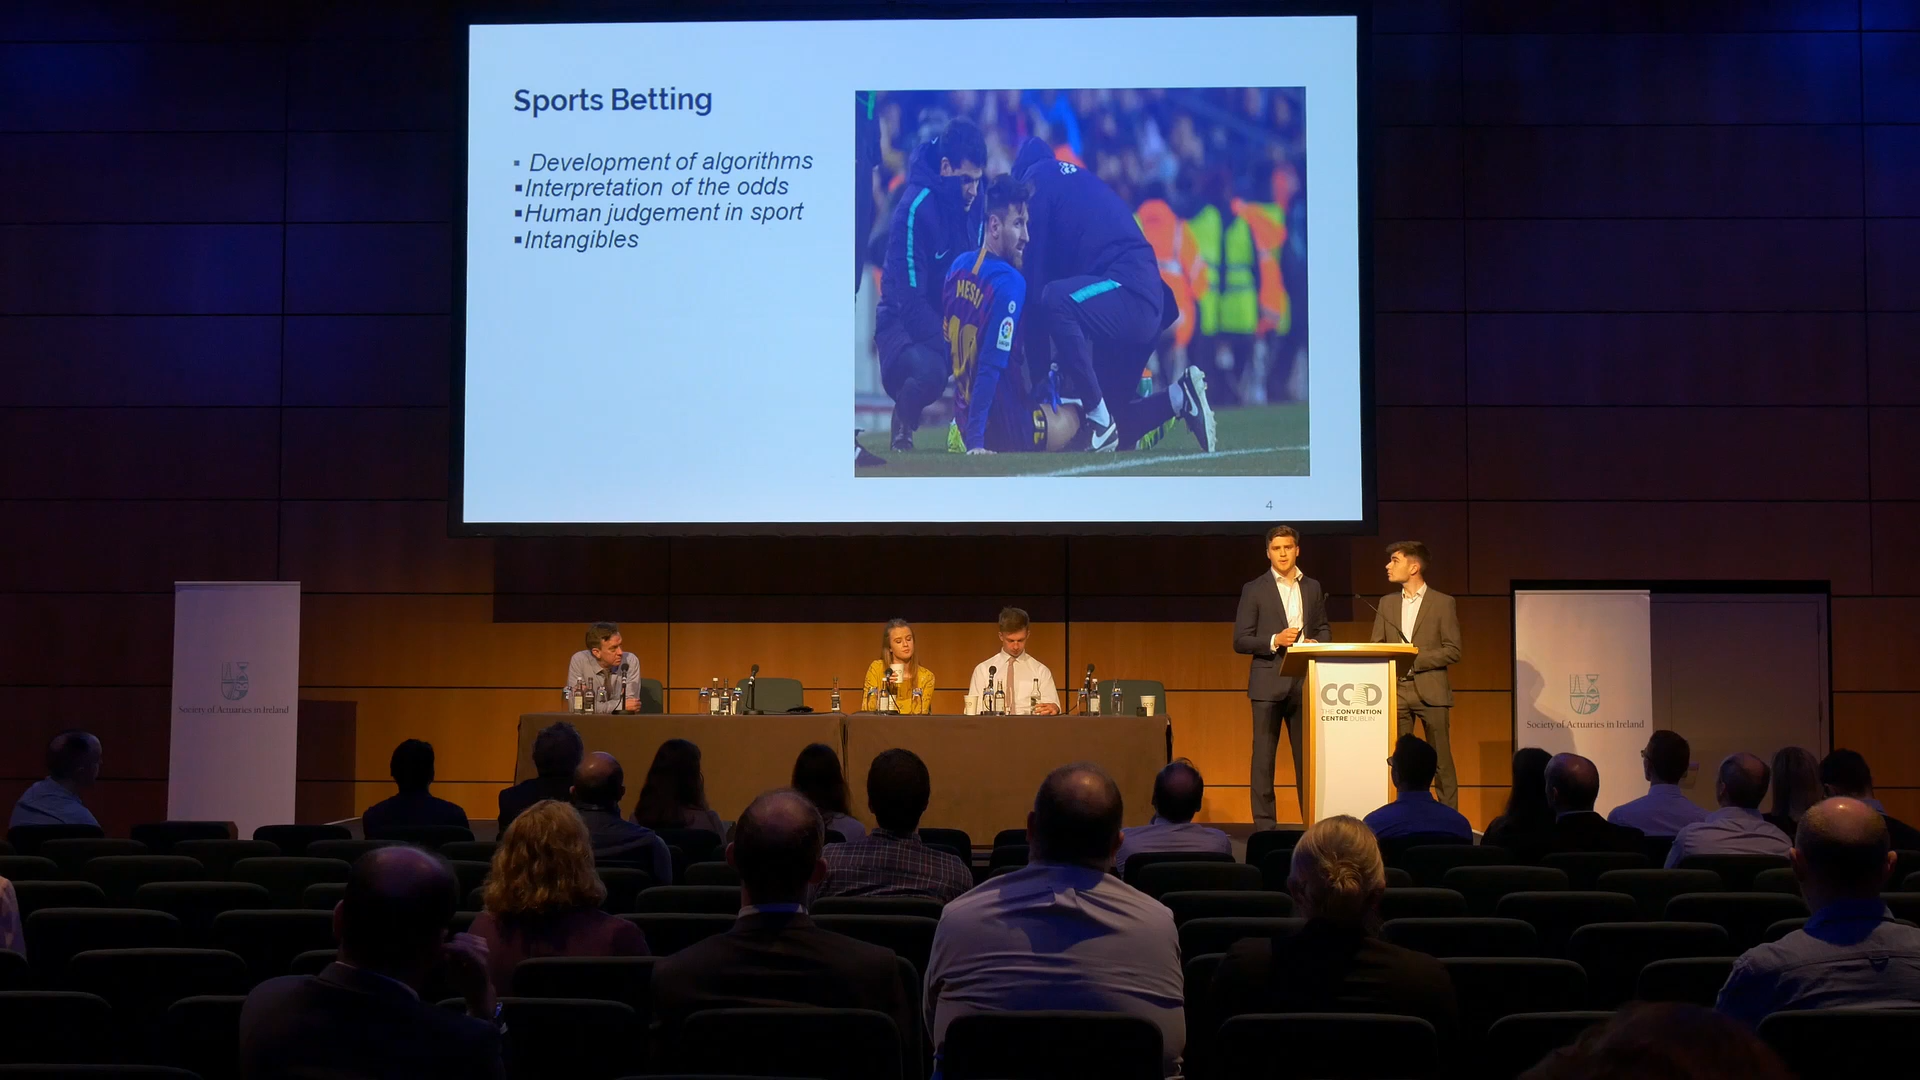 Sports Betting
▪ Development of algorithms
▪Interpretation of the odds
▪Human judgement in sport
▪Intangibles
MESSI
10
4
Society of Actuaries in Ireland
CCD
THE CONVENTION
CENTRE DUBLIN
Society of Actuaries in Ireland